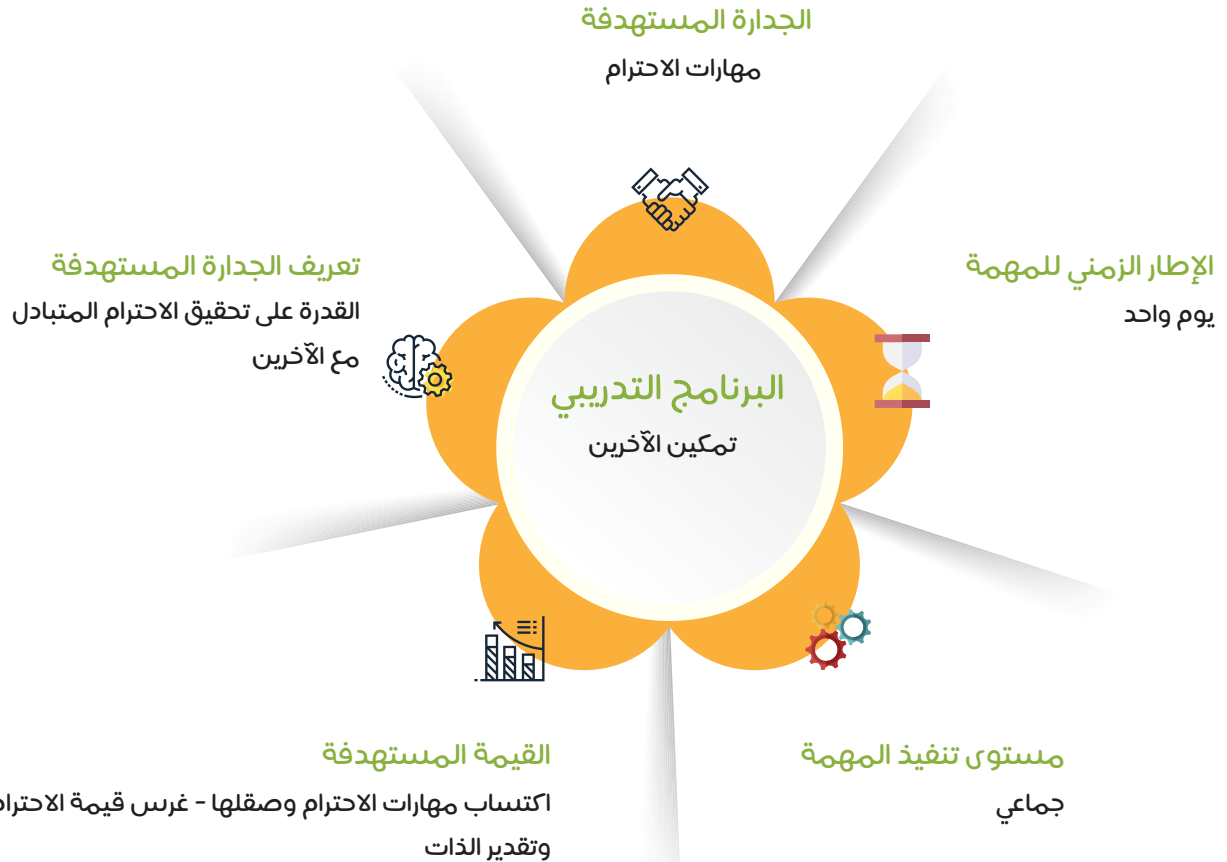 الجدارة المستهدفة
مهارات الاحترام
الإطار الزمني للمهمة
يوم واحد
تعريف الجدارة المستهدفة
القدرة على تحقيق الاحترام المتبادل
مع الآخرين
البرنامج التدريبي
تمكين الآخرين
مستوى تنفيذ المهمة
جماعي
القيمة المستهدفة
اكتساب مهارات الاحترام وصقلها - غرس قيمة الاحترام
وتقدير الذات